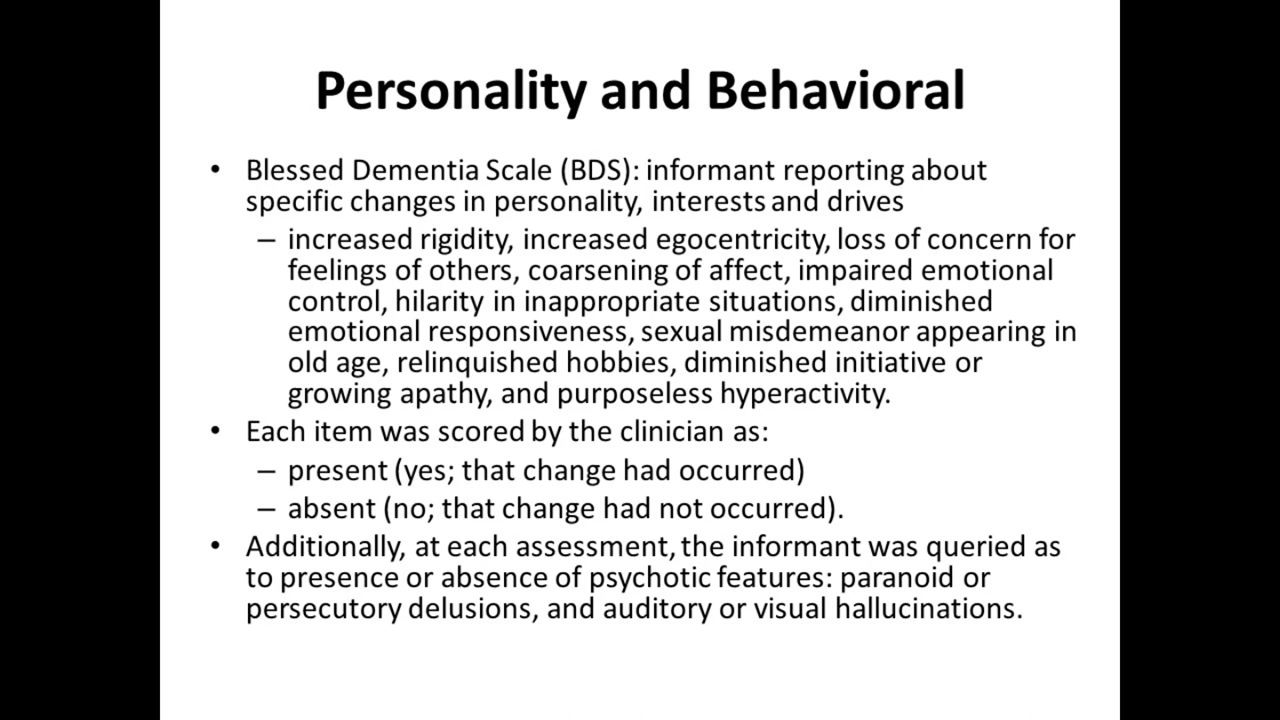 Personality and Behavioral
• Blessed Dementia Scale (BDS): informant reporting about
specific changes in personality, interests and drives
– increased rigidity, increased egocentricity, loss of concern for
feelings of others, coarsening of affect, impaired emotional
control, hilarity in inappropriate situations, diminished
emotional responsiveness, sexual misdemeanor appearing in
old age, relinquished hobbies, diminished initiative or
growing apathy, and purposeless hyperactivity.
• Each item was scored by the clinician as:
– present (yes; that change had occurred)
– absent (no; that change had not occurred).
• Additionally, at each assessment, the informant was queried as
to presence or absence of psychotic features: paranoid or
persecutory delusions, and auditory or visual hallucinations.